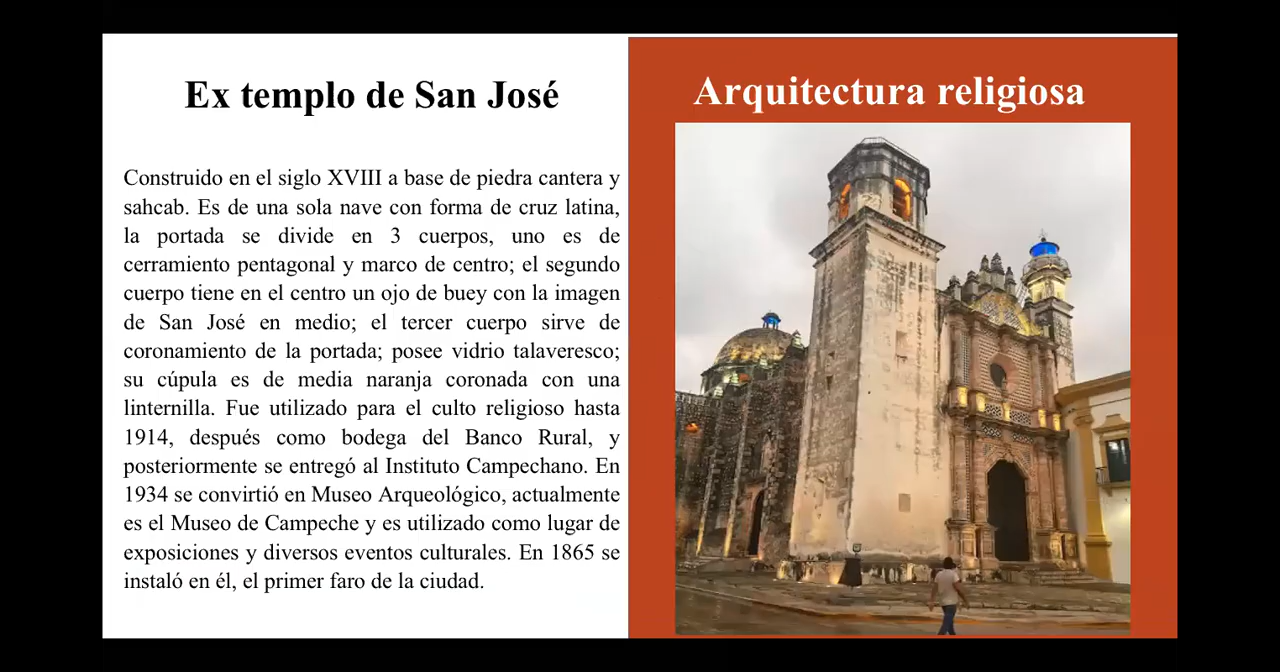 Ex templo de San José
Construido en el siglo XVIII a base de piedra cantera y
sahcab. Es de una sola nave con forma de cruz latina,
la portada se divide en 3 cuerpos, uno es de
cerramiento pentagonal y marco de centro; el segundo
cuerpo tiene en el centro un ojo de buey con la imagen
de San José en medio; el tercer cuerpo sirve de
coronamiento de la portada; posee vidrio talaveresco;
su cúpula es de media naranja coronada con una
linternilla. Fue utilizado para el culto religioso hasta
1914, después como bodega del Banco Rural, y
posteriormente se entregó al Instituto Campechano. En
1934 se convirtió en Museo Arqueológico, actualmente
es el Museo de Campeche y es utilizado como lugar de
exposiciones y diversos eventos culturales. En 1865 se
instaló en él, el primer faro de la ciudad.
Arquitectura religiosa